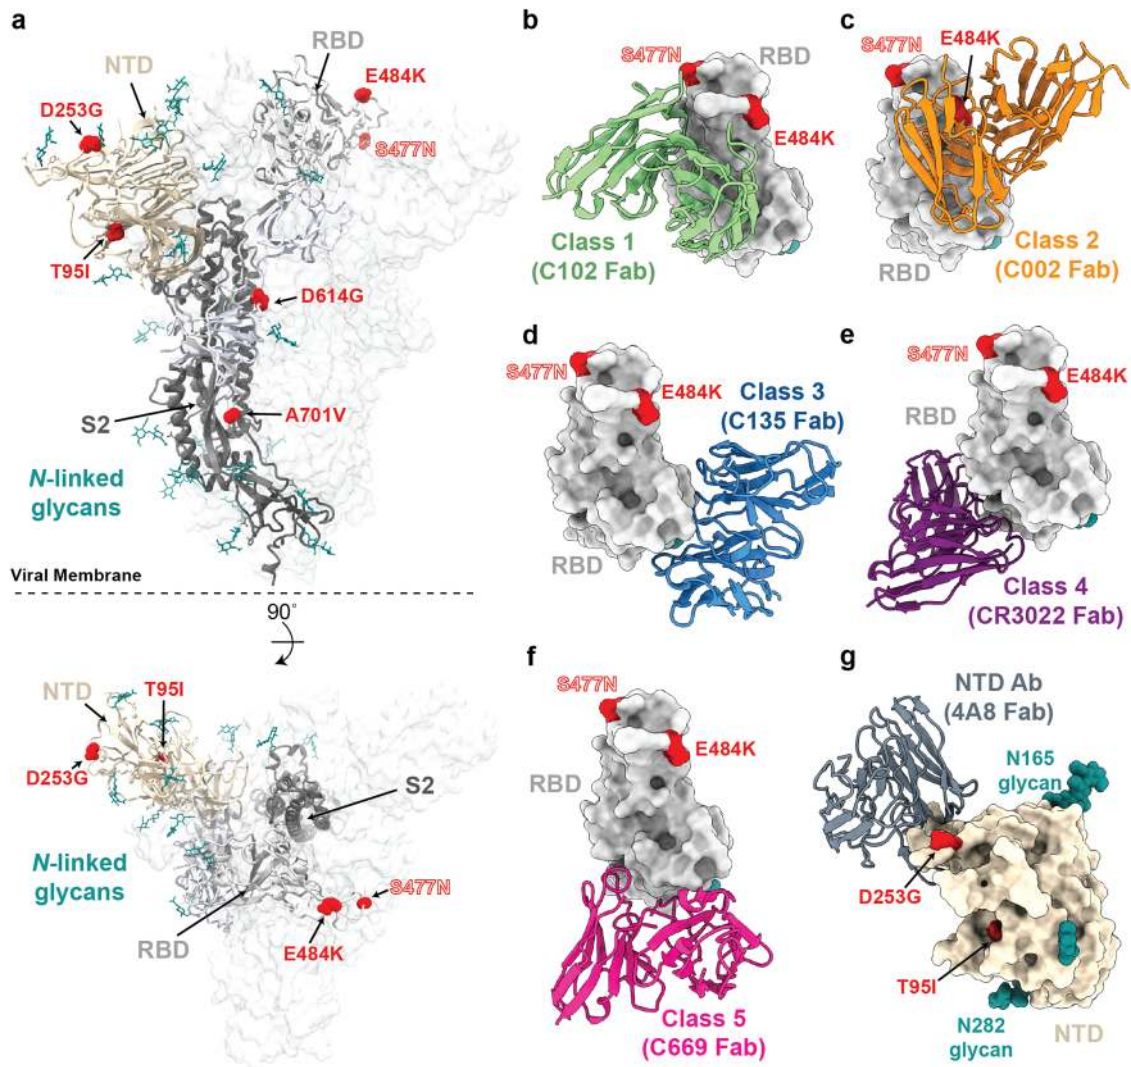 a
RBD
NTD
E484K
D253G
S477N
T95I
D614G
S2
A701V
N-linked
glycans
Viral Membrane
90°
NTD
T95I
D253G
S2
N-linked
glycans
S477N
RBD
E484K
b
S477N
RBD
E484K
Class 1
(C102 Fab)
c
E484K
S477N
Class 2
(C002 Fab)
RBD
d
S477N
E484K
Class 3
(C135 Fab)
RBD
e
S477N
E484K
RBD
Class 4
(CR3022 Fab)
f
S477N
E484K
RBD
Class 5
(C669 Fab)
g
NTD Ab
(4A8 Fab)
N165
glycan
D253G
T95I
N282
glycan
NTD